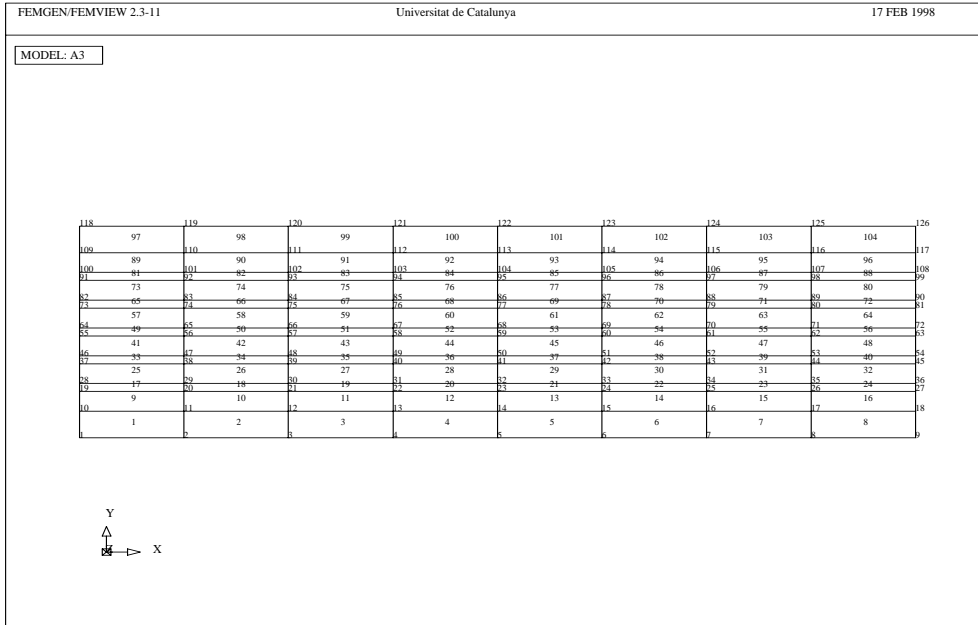 FEMGEN/FEMVIEW 2.3-11 Universitat de Catalunya 17 FEB 1998
MODEL: A3
118 119 120 121 122 123 124 125 126
97 98 99 100 101 102 103 104
109 110 111 112 113 114 115 116 117
89 90 91 92 93 94 95 96
100 101 102 103 104 105 106 107 108
81 82 83 84 85 86 87 88
91 92 93 94 95 96 97 98 99
73 74 75 76 77 78 79 80
82 83 84 85 86 87 88 89 90
65 66 67 68 69 70 71 72
73 74 75 76 77 78 79 80 81
57 58 59 60 61 62 63 64
64 65 66 67 68 69 70 71 72
49 50 51 52 53 54 55 56
55 56 57 58 59 60 61 62 63
41 42 43 44 45 46 47 48
46 47 48 49 50 51 52 53 54
33 34 35 36 37 38 39 40
37 38 39 40 41 42 43 44 45
25 26 27 28 29 30 31 32
28 29 30 31 32 33 34 35 36
17 18 19 20 21 22 23 24
19 20 21 22 23 24 25 26 27
9 10 11 12 13 14 15 16
10 11 12 13 14 15 16 17 18
1 2 3 4 5 6 7 8
1 2 3 4 5 6 7 8 9
Y
Z X